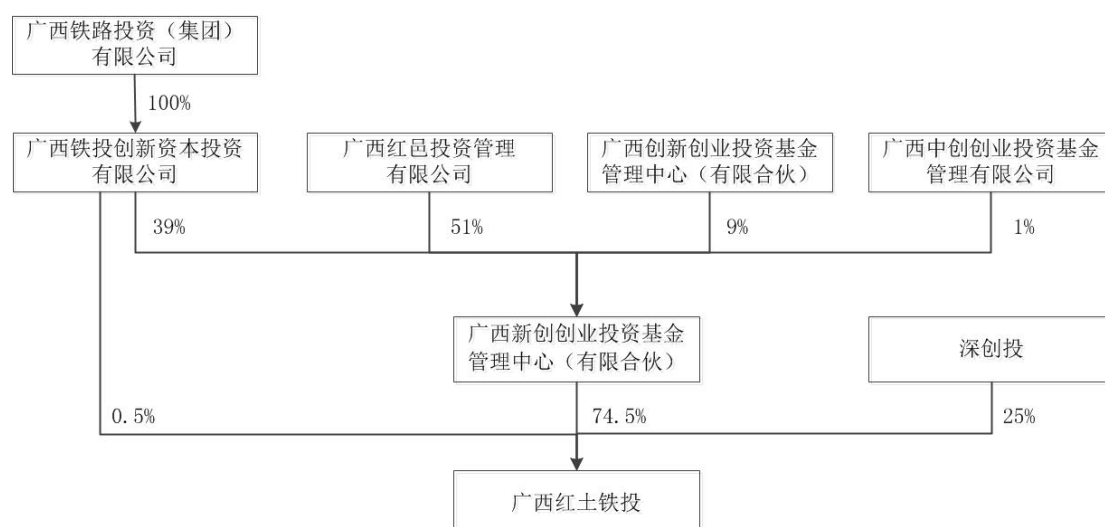 广西铁路投资（集团）
有限公司
100%
广西铁投创新资本投资
有限公司
广西红邑投资管理
有限公司
广西创新创业投资基金
管理中心（有限合伙）
广西中创创业投资基金
管理有限公司
39%
51%
9%
1%
广西新创创业投资基金
管理中心（有限合伙）
深创投
0.5%
74.5%
25%
广西红土铁投